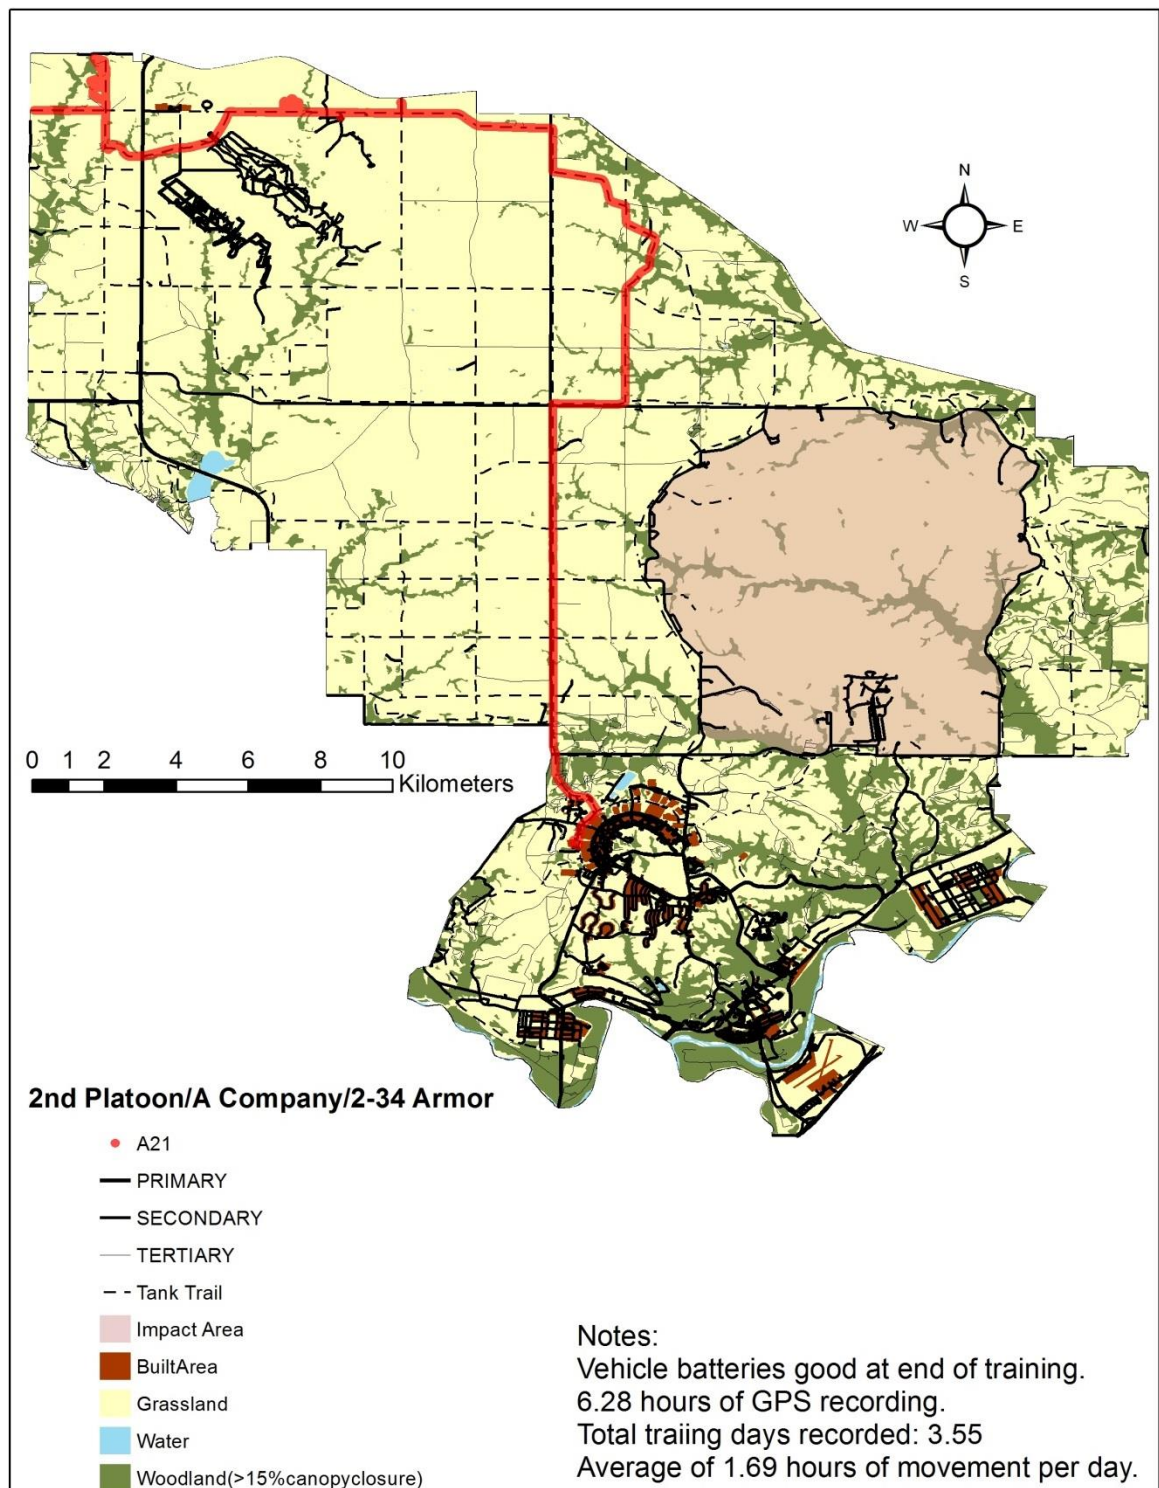 N
W
E
S
0 1 2 4 6 8 10
Kilometers
2nd Platoon/A Company/2-34 Armor
A21
PRIMARY
SECONDARY
TERTIARY
Tank Trail
Impact Area
BuiltArea
Grassland
Water
Woodland(>15%canopyclosure)
Notes:
Vehicle batteries good at end of training.
6.28 hours of GPS recording.
Total traiing days recorded: 3.55
Average of 1.69 hours of movement per day.